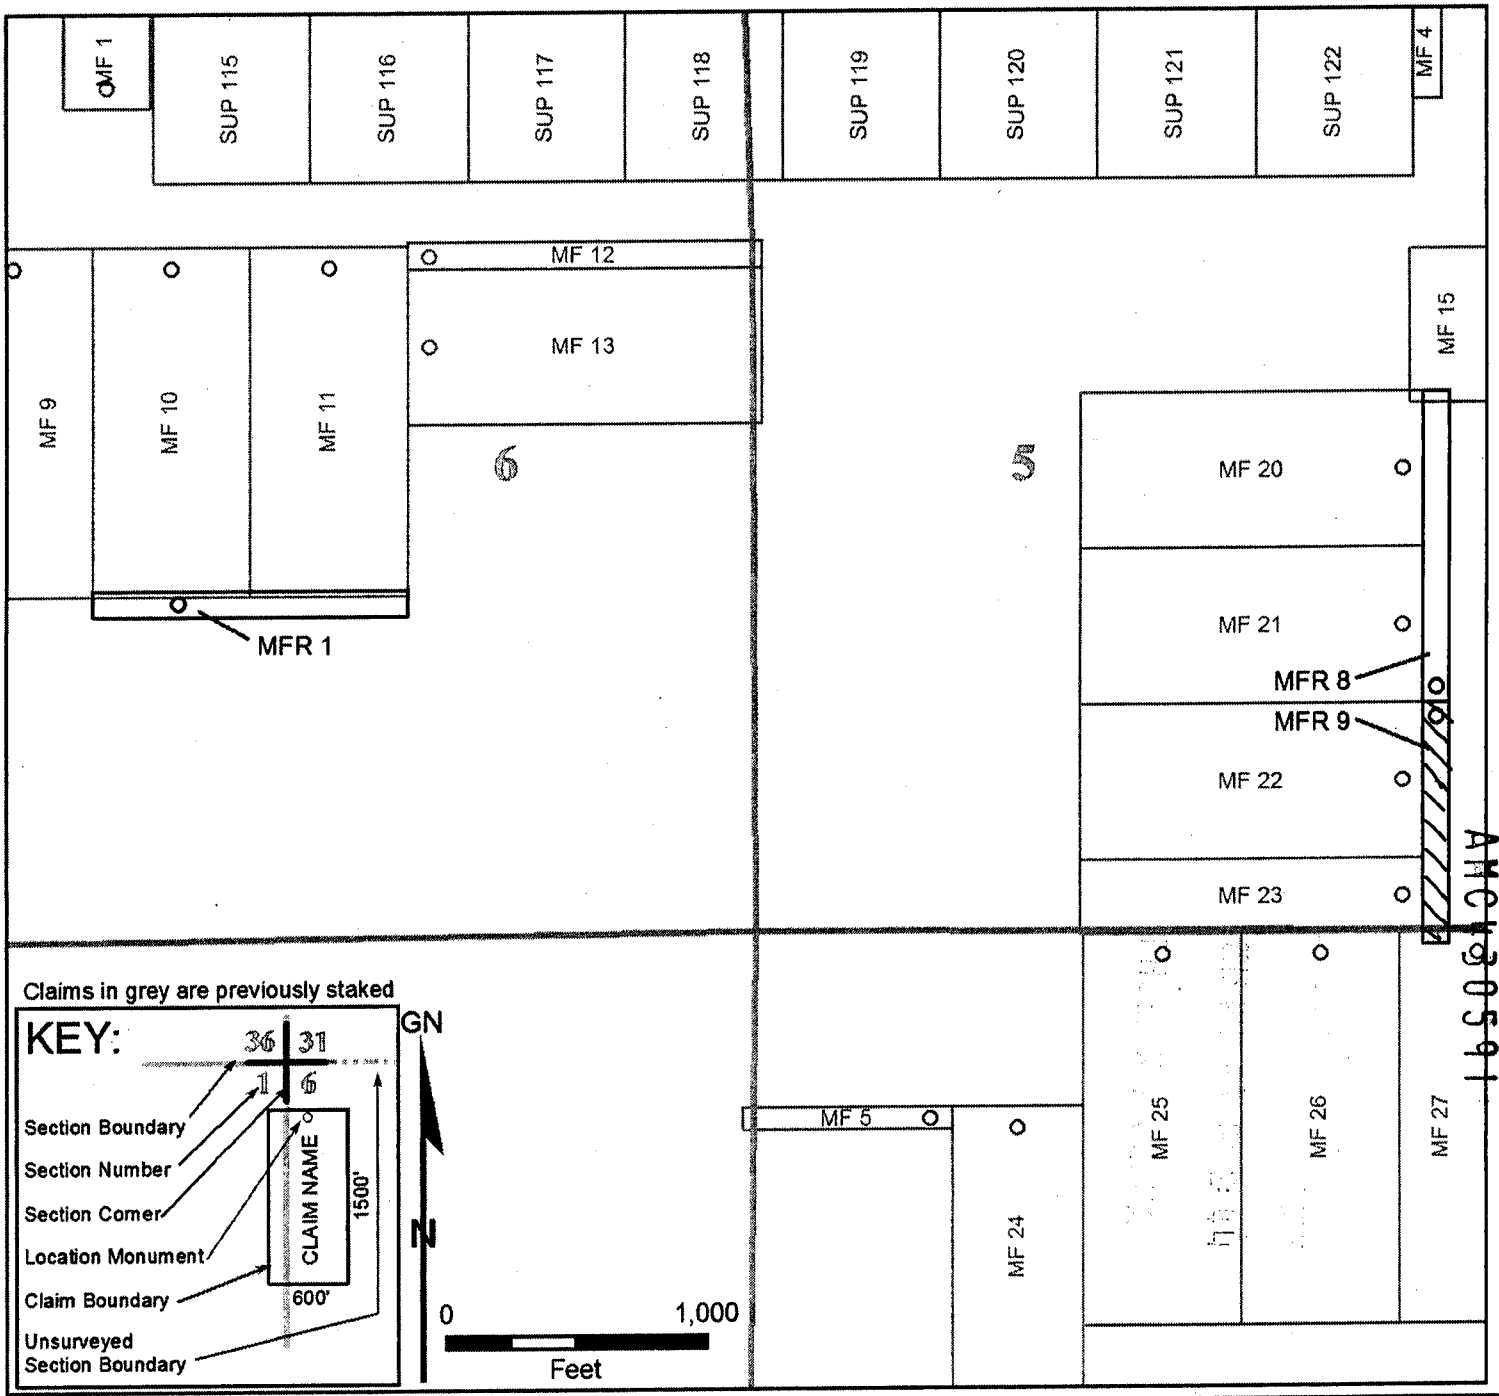 MF 1
SUP 115
SUP 116
SUP 117
SUP 118
SUP 119
SUP 120
SUP 121
SUP 122
MF 4
MF 12
MF 13
MF 15
MF 9
MF 10
MF 11
6
5
MF 20
MFR 1
MF 21
MFR 8
MFR 9
MF 22
MF 23
AMC430591
Claims in grey are previously staked
KEY:
36 31
1 6
Section Boundary
Section Number
Section Corner
Location Monument
Claim Boundary
Unsurveyed
Section Boundary
CLAIM NAME
1500'
600'
GN
N
0 1,000
Feet
MF 5
MF 24
MF 25
MF 26
MF 27